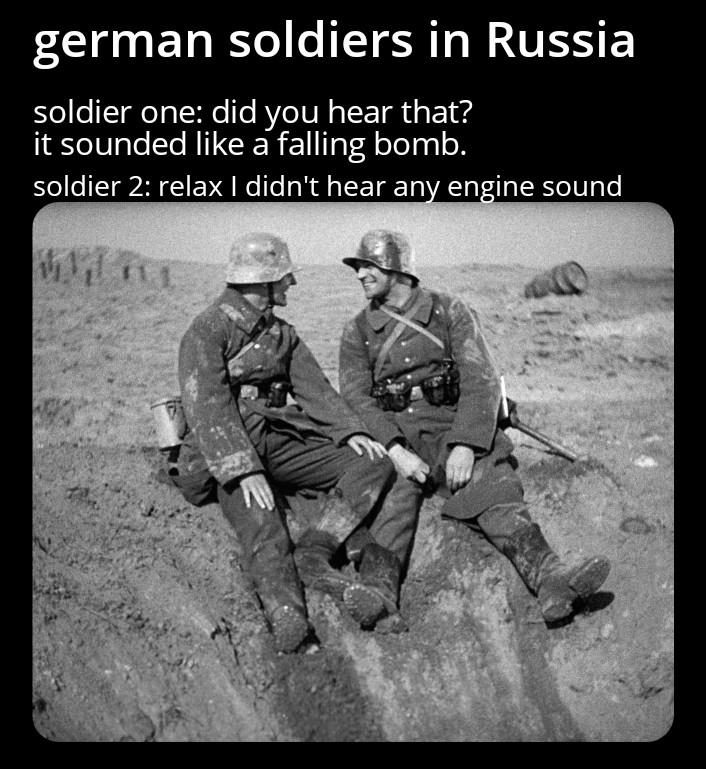 german soldiers in Russia
soldier one: did you hear that?
it sounded like a falling bomb.
soldier 2: relax I didn't hear any engine sound